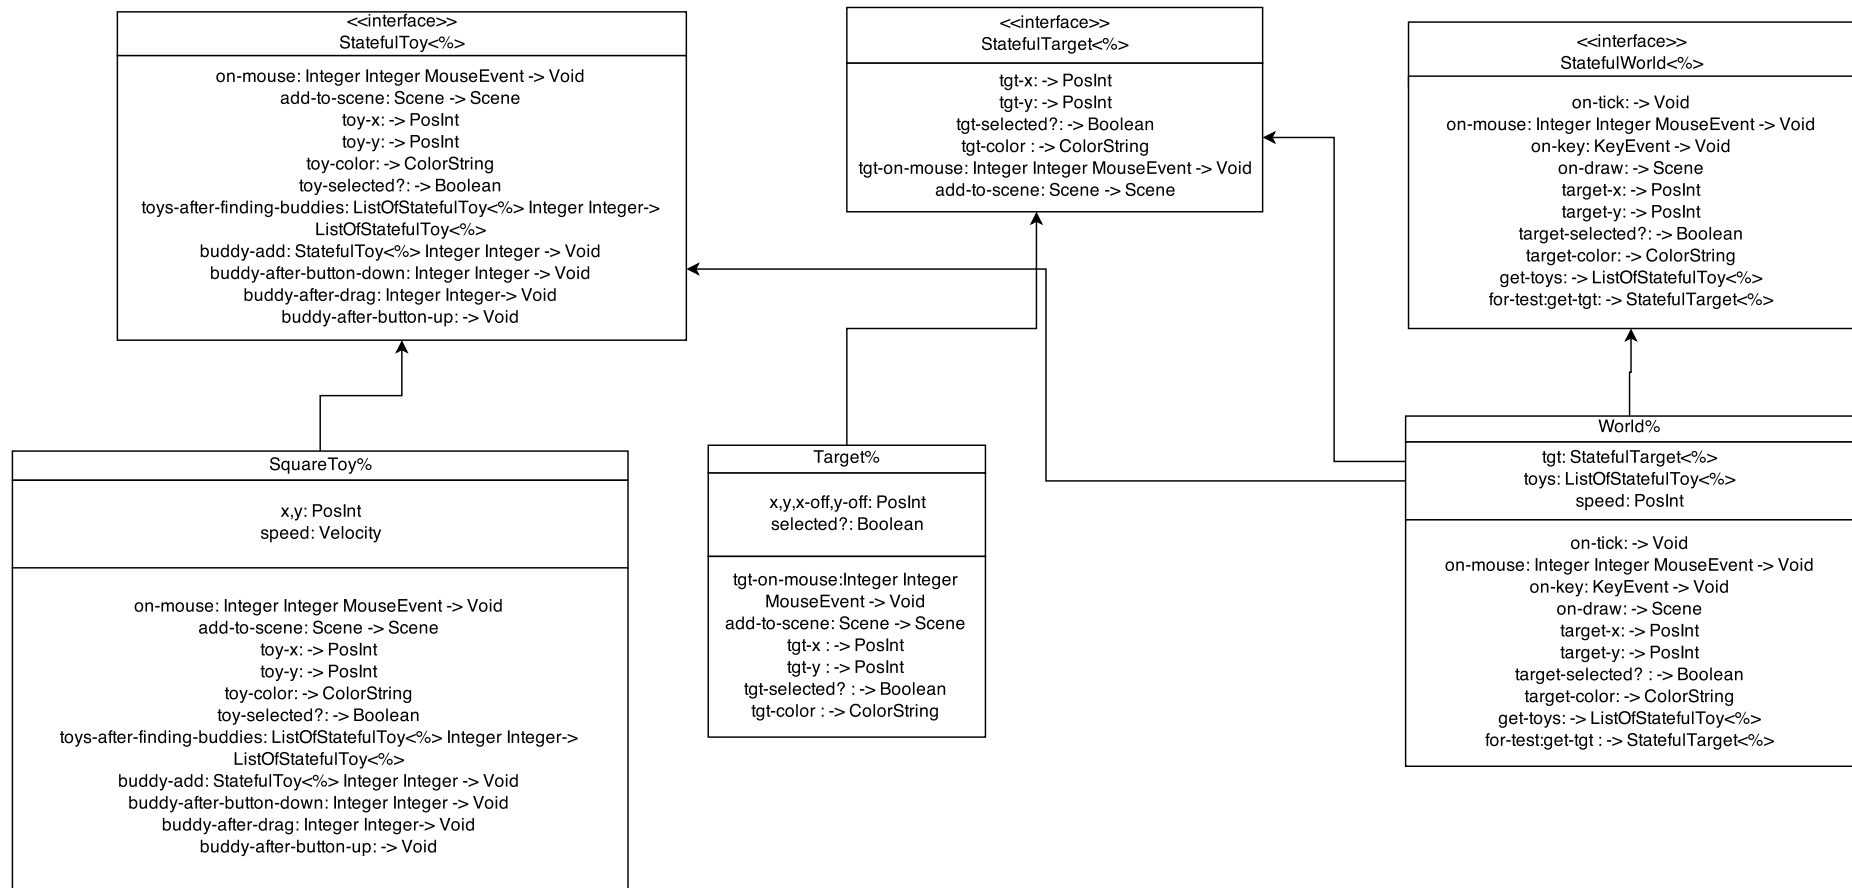 <<interface>>
StatefulToy<%>
on-mouse: Integer Integer MouseEvent -> Void
add-to-scene: Scene -> Scene
toy-x: -> PosInt
toy-y: -> PosInt
toy-color: -> ColorString
toy-selected?: -> Boolean
toys-after-finding-buddies: ListOfStatefulToy<%> Integer Integer->
ListOfStatefulToy<%>
buddy-add: StatefulToy<%> Integer Integer -> Void
buddy-after-button-down: Integer Integer -> Void
buddy-after-drag: Integer Integer-> Void
buddy-after-button-up: -> Void
<<interface>>
StatefulTarget<%>
tgt-x: -> PosInt
tgt-y: -> PosInt
tgt-selected?: -> Boolean
tgt-color : -> ColorString
tgt-on-mouse: Integer Integer MouseEvent -> Void
add-to-scene: Scene -> Scene
<<interface>>
StatefulWorld<%>
on-tick: -> Void
on-mouse: Integer Integer MouseEvent -> Void
on-key: KeyEvent -> Void
on-draw: -> Scene
target-x: -> PosInt
target-y: -> PosInt
target-selected?: -> Boolean
target-color: -> ColorString
get-toys: -> ListOfStatefulToy<%>
for-test:get-tgt: -> StatefulTarget<%>
SquareToy%
x,y: PosInt
speed: Velocity
on-mouse: Integer Integer MouseEvent -> Void
add-to-scene: Scene -> Scene
toy-x: -> PosInt
toy-y: -> PosInt
toy-color: -> ColorString
toy-selected?: -> Boolean
toys-after-finding-buddies: ListOfStatefulToy<%> Integer Integer->
ListOfStatefulToy<%>
buddy-add: StatefulToy<%> Integer Integer -> Void
buddy-after-button-down: Integer Integer -> Void
buddy-after-drag: Integer Integer-> Void
buddy-after-button-up: -> Void
Target%
x,y,x-off,y-off: PosInt
selected?: Boolean
tgt-on-mouse:Integer Integer
MouseEvent -> Void
add-to-scene: Scene -> Scene
tgt-x : -> PosInt
tgt-y : -> PosInt
tgt-selected? : -> Boolean
tgt-color : -> ColorString
World%
tgt: StatefulTarget<%>
toys: ListOfStatefulToy<%>
speed: PosInt
on-tick: -> Void
on-mouse: Integer Integer MouseEvent -> Void
on-key: KeyEvent -> Void
on-draw: -> Scene
target-x: -> PosInt
target-y: -> PosInt
target-selected? : -> Boolean
target-color: -> ColorString
get-toys: -> ListOfStatefulToy<%>
for-test:get-tgt : -> StatefulTarget<%>